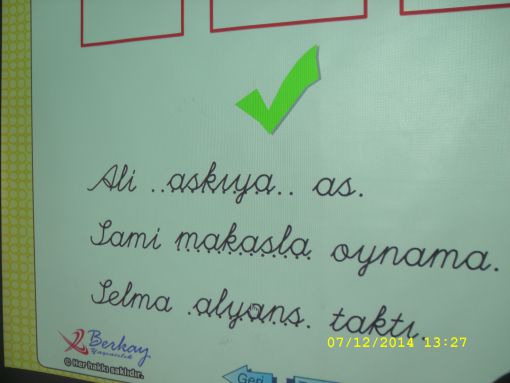 Ali ..askıya.. as.
Sami makasla oynama.
Selma .alyans. taktı.
Berkay
Yayıncılık
© Her hakkı saklıdır.
Geri
07/12/2014 13:27